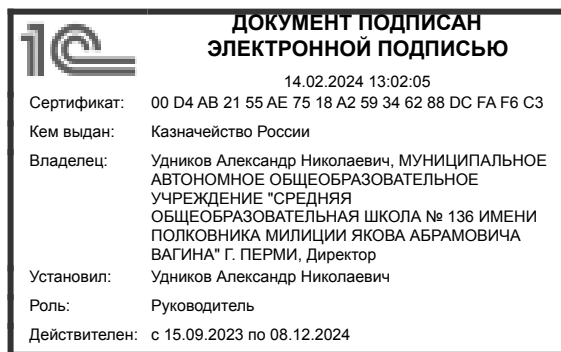 1С
ДОКУМЕНТ ПОДПИСАН
ЭЛЕКТРОННОЙ ПОДПИСЬЮ
14.02.2024 13:02:05
Сертификат: 00 D4 AB 21 55 AE 75 18 A2 59 34 62 88 DC FA F6 C3
Кем выдан: Казначейство России
Владелец: Удников Александр Николаевич, МУНИЦИПАЛЬНОЕ
АВТОНОМНОЕ ОБЩЕОБРАЗОВАТЕЛЬНОЕ
УЧРЕЖДЕНИЕ "СРЕДНЯЯ
ОБЩЕОБРАЗОВАТЕЛЬНАЯ ШКОЛА № 136 ИМЕНИ
ПОЛКОВНИКА МИЛИЦИИ ЯКОВА АБРАМОВИЧА
ВАГИНА" Г. ПЕРМИ, Директор
Установил: Удников Александр Николаевич
Роль: Руководитель
Действителен: с 15.09.2023 по 08.12.2024